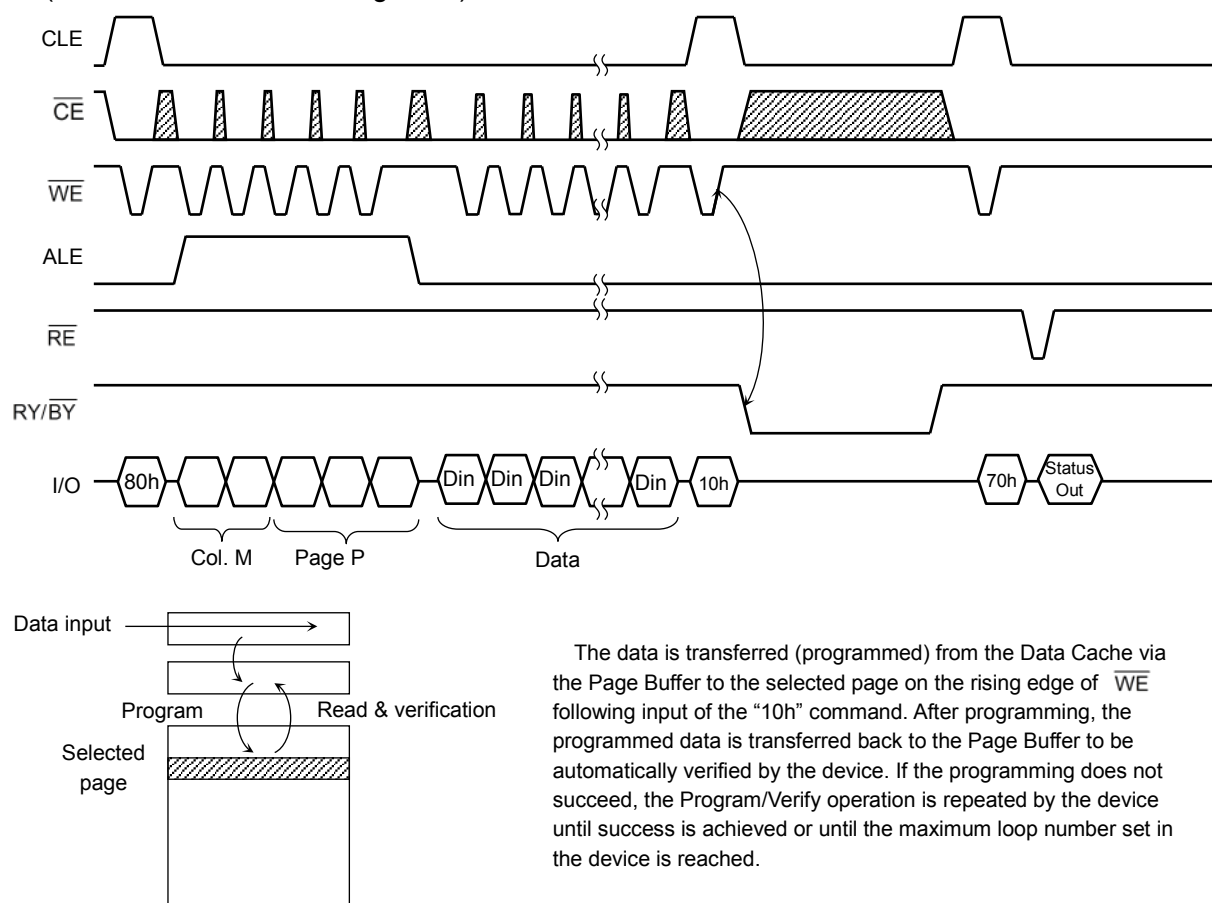 CLE
CE
WE
ALE
RE
RY/BY
I/O
80h
Din
Din
Din
Din
10h
70h
Status
Out
Col. M
Page P
Data
Data input
Program
Read & verification
Selected
page
The data is transferred (programmed) from the Data Cache via
the Page Buffer to the selected page on the rising edge of WE
following input of the “10h” command. After programming, the
programmed data is transferred back to the Page Buffer to be
automatically verified by the device. If the programming does not
succeed, the Program/Verify operation is repeated by the device
until success is achieved or until the maximum loop number set in
the device is reached.